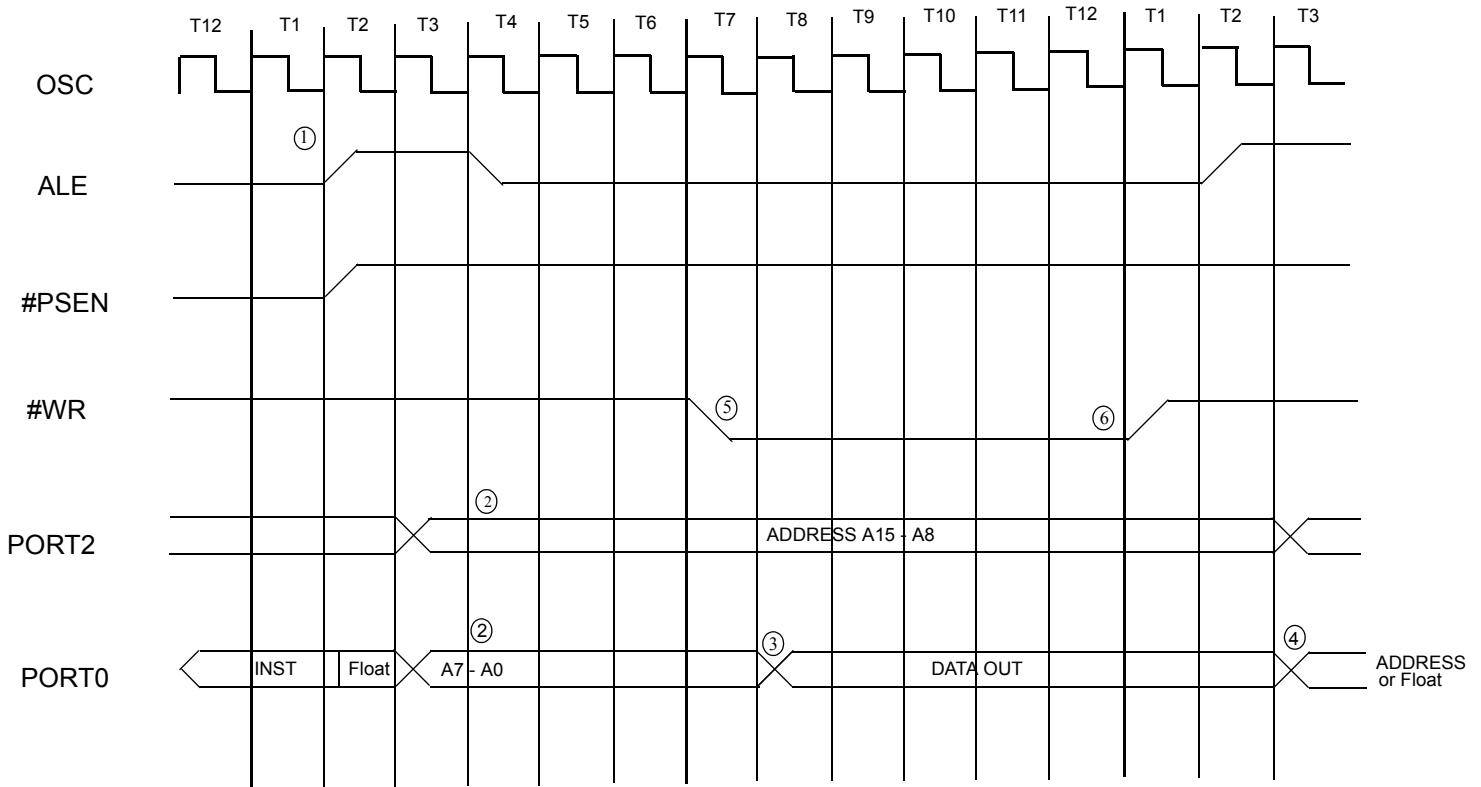 T12 T1 T2 T3 T4 T5 T6 T7 T8 T9 T10 T11 T12 T1 T2 T3
OSC
①
ALE
#PSEN
#WR
⑤
⑥
②
PORT2
ADDRESS A15 - A8
②
③
④
PORT0
INST
Float
A7 - A0
DATA OUT
ADDRESS
or Float